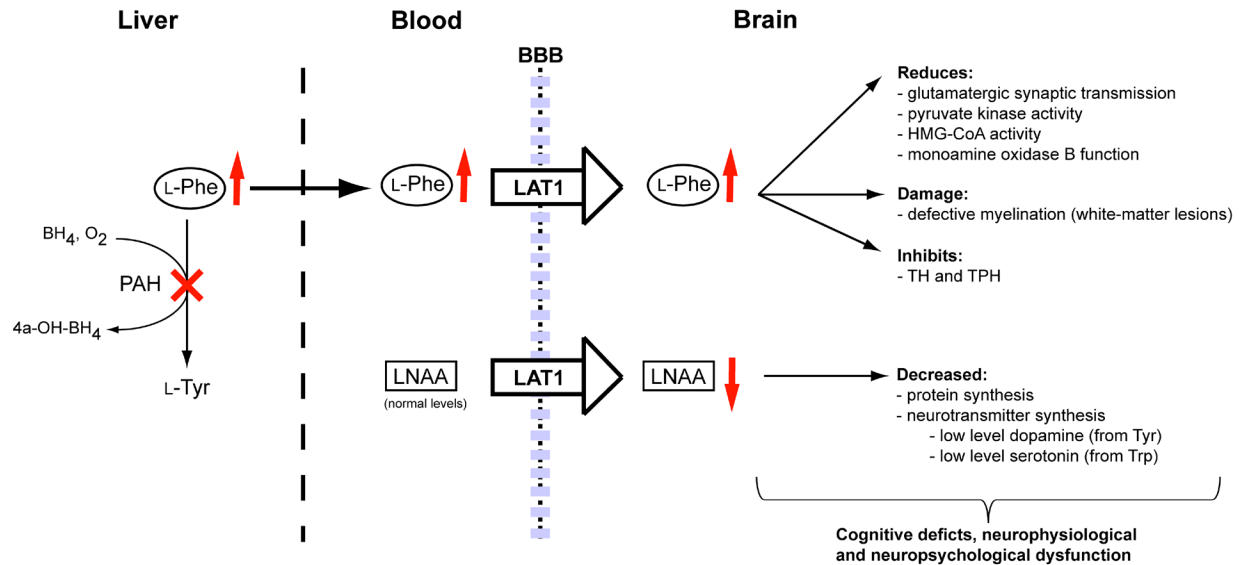 Liver
Blood
Brain
BBB
L-Phe
L-Phe
LAT1
L-Phe
BH4, O2
PAH
4a-OH-BH4
L-Tyr
Reduces:
- glutamatergic synaptic transmission
- pyruvate kinase activity
- HMG-CoA activity
- monoamine oxidase B function
Damage:
- defective myelination (white-matter lesions)
Inhibits:
- TH and TPH
LNAA
(normal levels)
LAT1
LNAA
Decreased:
- protein synthesis
- neurotransmitter synthesis
- low level dopamine (from Tyr)
- low level serotonin (from Trp)
Cognitive deficts, neurophysiological
and neuropsychological dysfunction